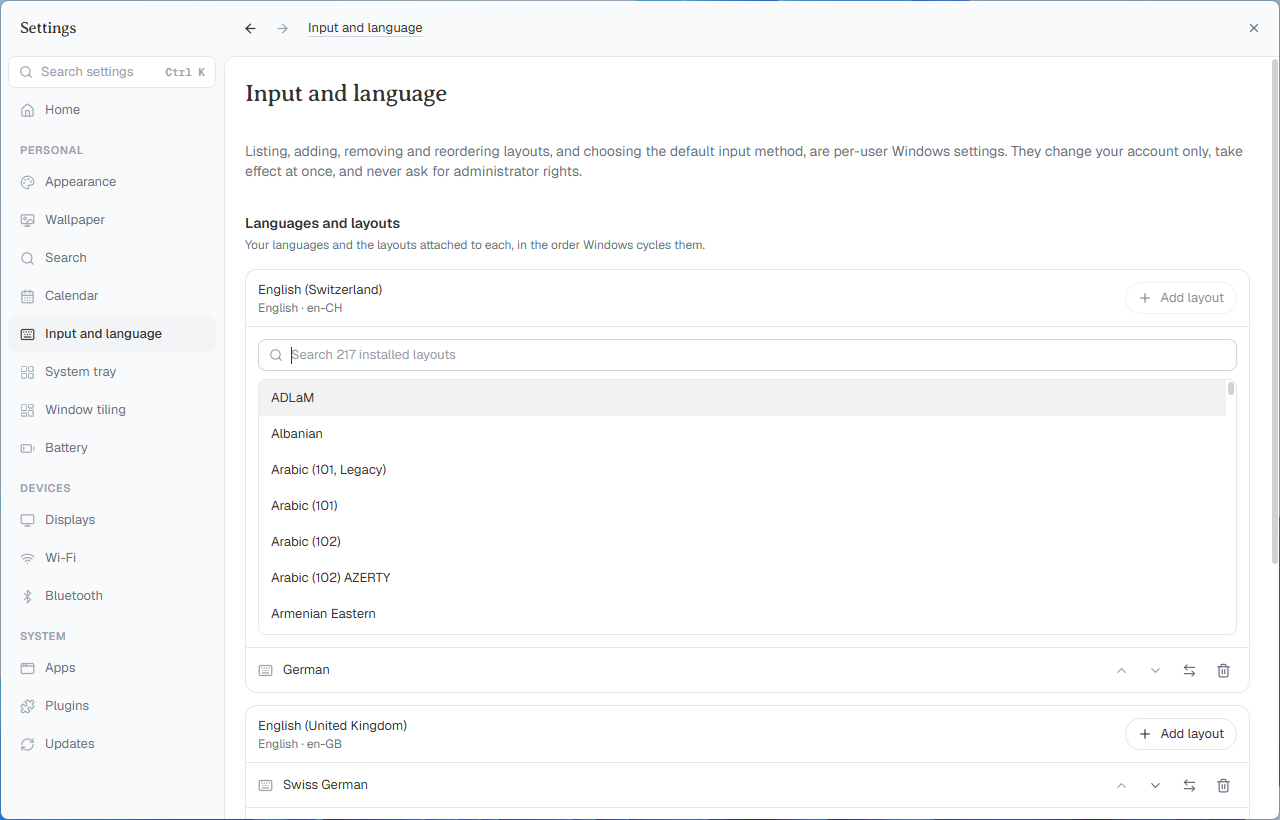 Settings
Input and language
Search settings
Ctrl K
Home
PERSONAL
Appearance
Wallpaper
Search
Calendar
Input and language
System tray
Window tiling
Battery
DEVICES
Displays
Wi-Fi
Bluetooth
SYSTEM
Apps
Plugins
Updates
Input and language
Listing, adding, removing and reordering layouts, and choosing the default input method, are per-user Windows settings. They change your account only, take
effect at once, and never ask for administrator rights.
Languages and layouts
Your languages and the layouts attached to each, in the order Windows cycles them.
English (Switzerland)
English · en-CH
Add layout
Search 217 installed layouts
ADLaM
Albanian
Arabic (101, Legacy)
Arabic (101)
Arabic (102)
Arabic (102) AZERTY
Armenian Eastern
German
English (United Kingdom)
English · en-GB
Add layout
Swiss German